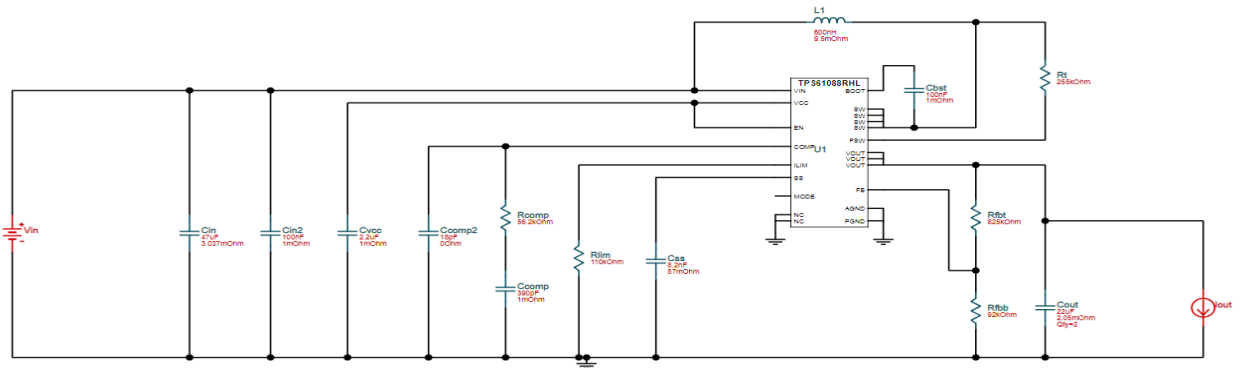 L1
600nH
9.5mOhm
TPS61088RHL
VIN
VCC
EN
COMP
ILIM
SS
MODE
NC
NC
U1
BOOT
SW
SW
SW
SW
FSW
VOUT
VOUT
VOUT
FB
AGND
PGND
Cbst
100nF
1mOhm
Rt
255kOhm
Vin
Cin
47uF
3.037mOhm
Cin2
100nF
1mOhm
Cvcc
2.2uF
1mOhm
Ccomp2
18pF
0Ohm
Rcomp
56.2kOhm
Ccomp
390pF
1mOhm
Rlim
110kOhm
Css
8.2nF
87mOhm
Rfbt
825kOhm
Rfbb
92kOhm
Cout
22uF
2.05mOhm
Qty=2
Iout